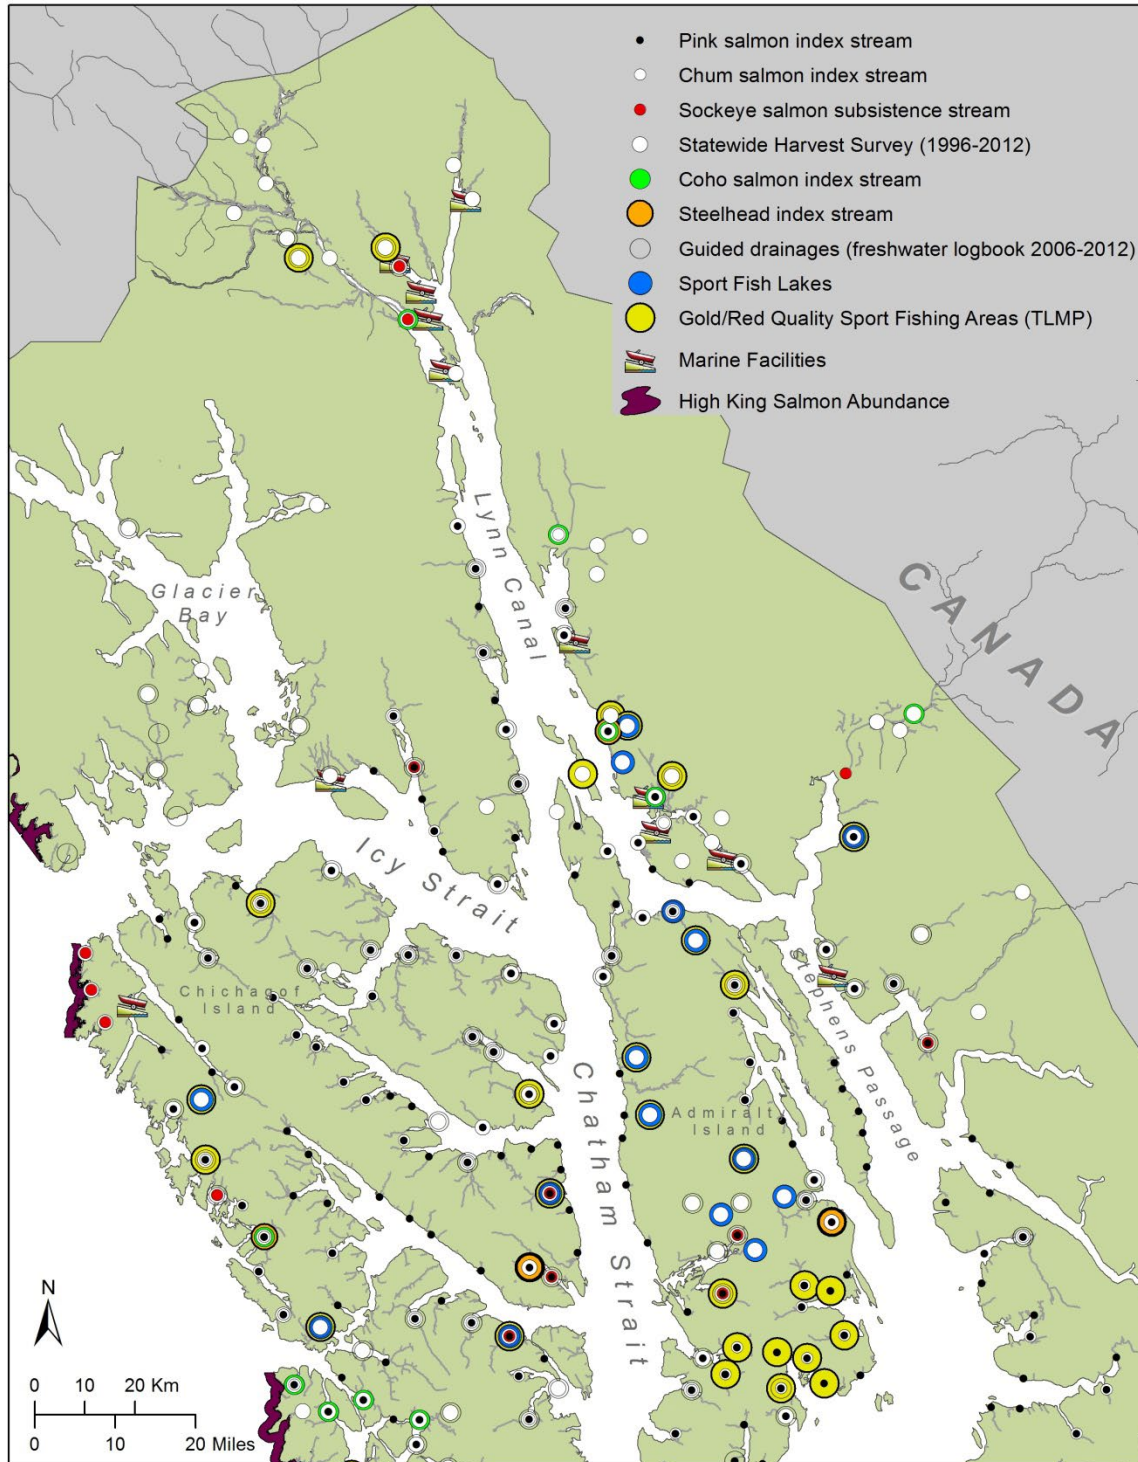 Pink salmon index stream
Chum salmon index stream
Sockeye salmon subsistence stream
Statewide Harvest Survey (1996-2012)
Coho salmon index stream
Steelhead index stream
Guided drainages (freshwater logbook 2006-2012)
Sport Fish Lakes
Gold/Red Quality Sport Fishing Areas (TLMP)
Marine Facilities
High King Salmon Abundance
Lynn Canal
Glacier
Bay
CANADA
Icy Strait
Stephens Passage
Chichagof
Island
Chatham Strait
Admiralty
Island
N
0 10 20 Km
0 10 20 Miles